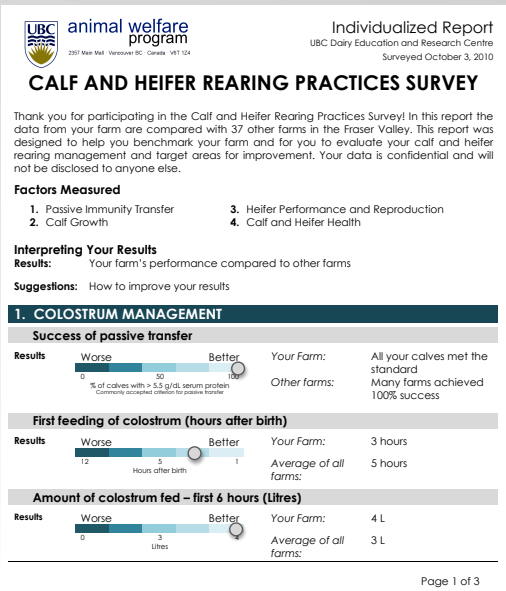 UBC
animal welfare
program
2357 Main Mall · Vancouver BC · Canada V6T 1Z4
Individualized Report
UBC Dairy Education and Research Centre
Surveyed October 3, 2010
CALF AND HEIFER REARING PRACTICES SURVEY
Thank you for participating in the Calf and Heifer Rearing Practices Survey! In this report the
data from your farm are compared with 37 other farms in the Fraser Valley. This report was
designed to help you benchmark your farm and for you to evaluate your calf and heifer
rearing management and target areas for improvement. Your data is confidential and will
not be disclosed to anyone else.
Factors Measured
1. Passive Immunity Transfer
2. Calf Growth
3. Heifer Performance and Reproduction
4. Calf and Heifer Health
Interpreting Your Results
Results: Your farm's performance compared to other farms
Suggestions: How to improve your results
1. COLOSTRUM MANAGEMENT
Success of passive transfer
Results
Worse Better
0 50 100
% of calves with > 5.5 g/dL serum protein
Commonly accepted criterion for passive transfer
Your Farm: All your calves met the
standard
Other farms: Many farms achieved
100% success
First feeding of colostrum (hours after birth)
Results
Worse Better
12 5 1
Hours after birth
Your Farm: 3 hours
Average of all 5 hours
farms:
Amount of colostrum fed – first 6 hours (Litres)
Results
Worse Better
0 3 4
Litres
Your Farm: 4 L
Average of all 3 L
farms:
Page 1 of 3